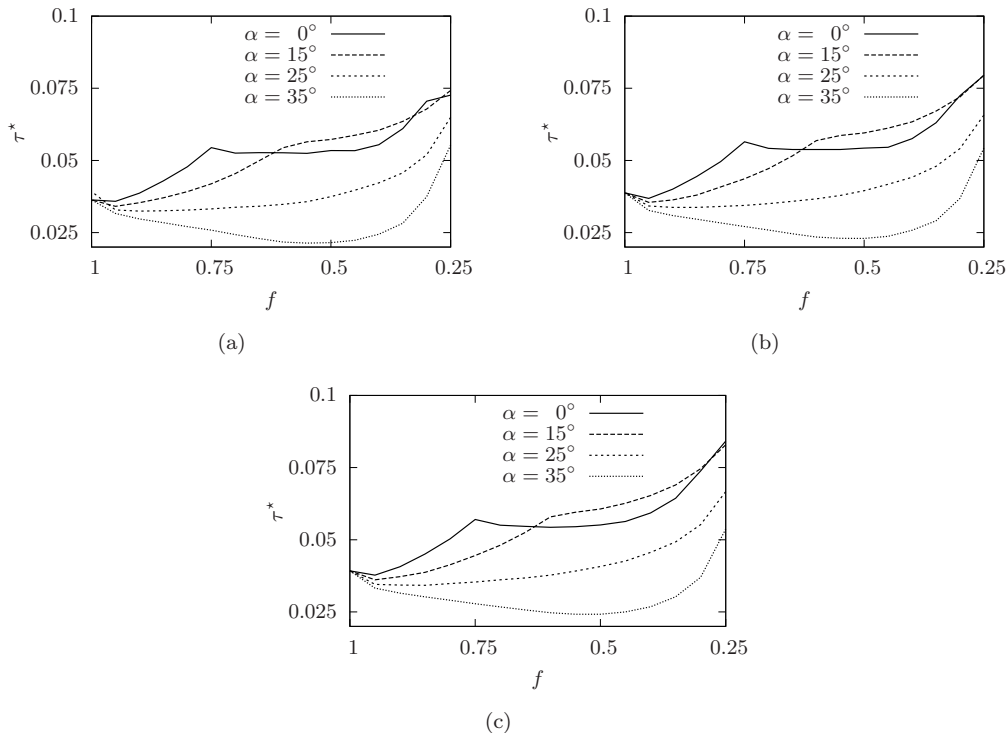 0.1
0.075
0.05
0.025
1
0.75
0.5
0.25
τ*
f
α = 0°
α = 15°
α = 25°
α = 35°
(a)
0.1
0.075
0.05
0.025
1
0.75
0.5
0.25
τ*
f
α = 0°
α = 15°
α = 25°
α = 35°
(b)
0.1
0.075
0.05
0.025
1
0.75
0.5
0.25
τ*
f
α = 0°
α = 15°
α = 25°
α = 35°
(c)